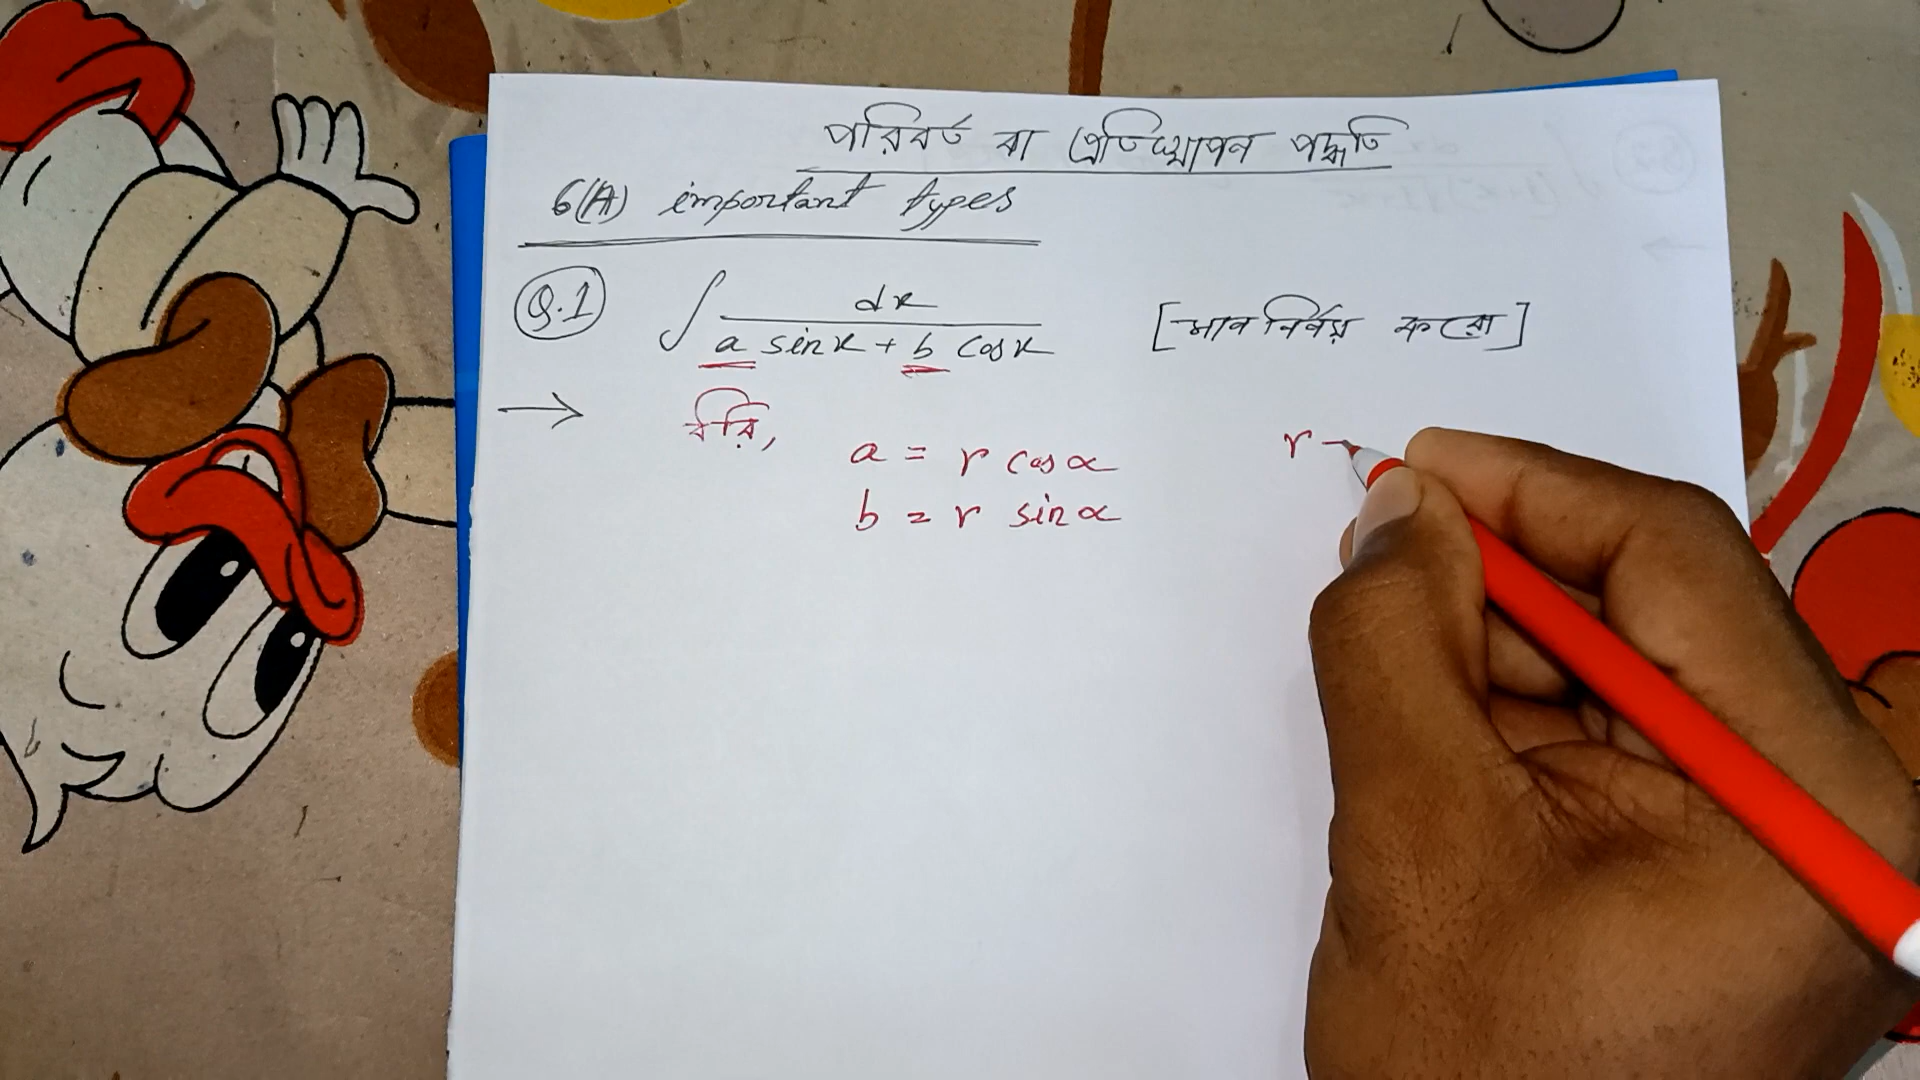 পরিবর্ত বা প্রতিস্থাপন পদ্ধতি
6(A) important types
Q.1 ∫ dx / (a sinx + b cosx) [মান নির্ণয় করো]
→ ধরি,
a = r cosα
b = r sinα
r